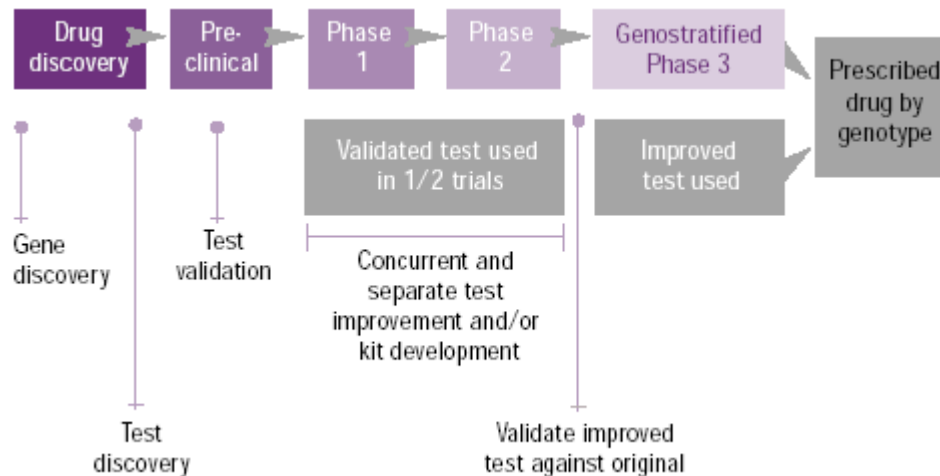 Drug
discovery
Pre-
clinical
Phase
1
Phase
2
Genostratified
Phase 3
Prescribed
drug by
genotype
Validated test used
in 1/2 trials
Improved
test used
Gene
discovery
Test
validation
Concurrent and
separate test
improvement and/or
kit development
Test
discovery
Validate improved
test against original